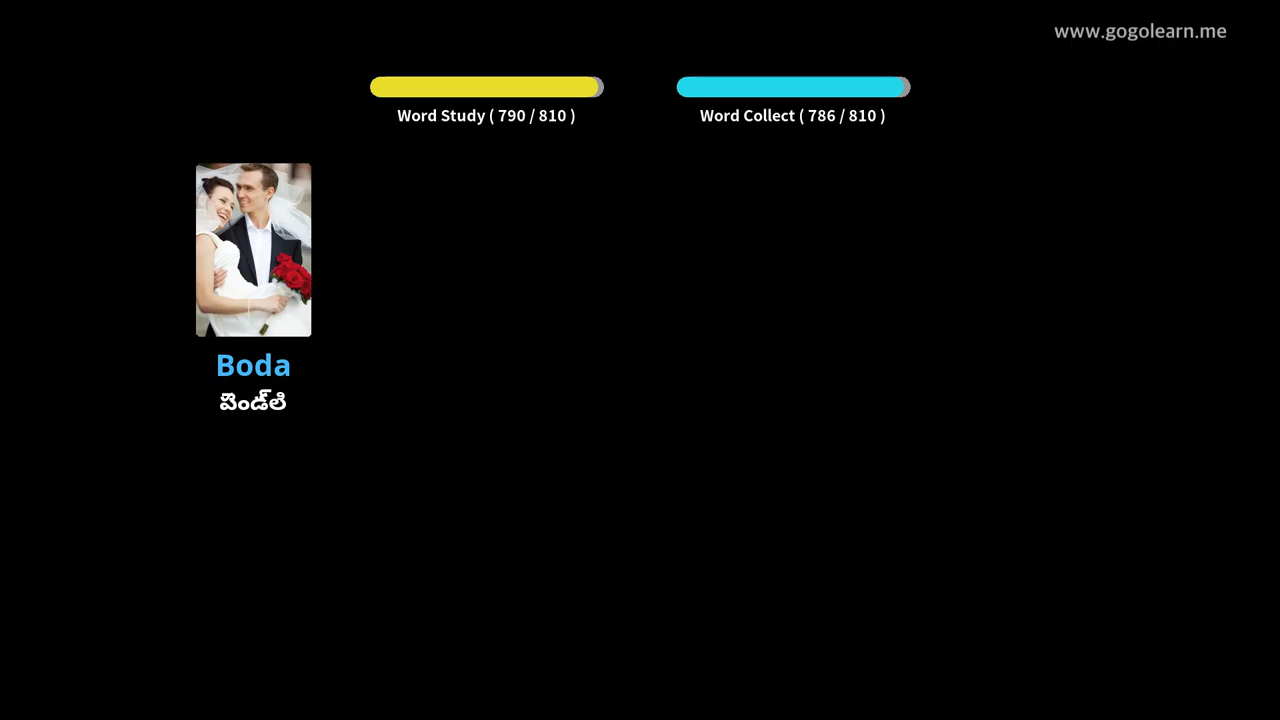 www.gogolearn.me
Word Study ( 790 / 810 )
Word Collect ( 786 / 810 )
Boda
పెండ్‌లి